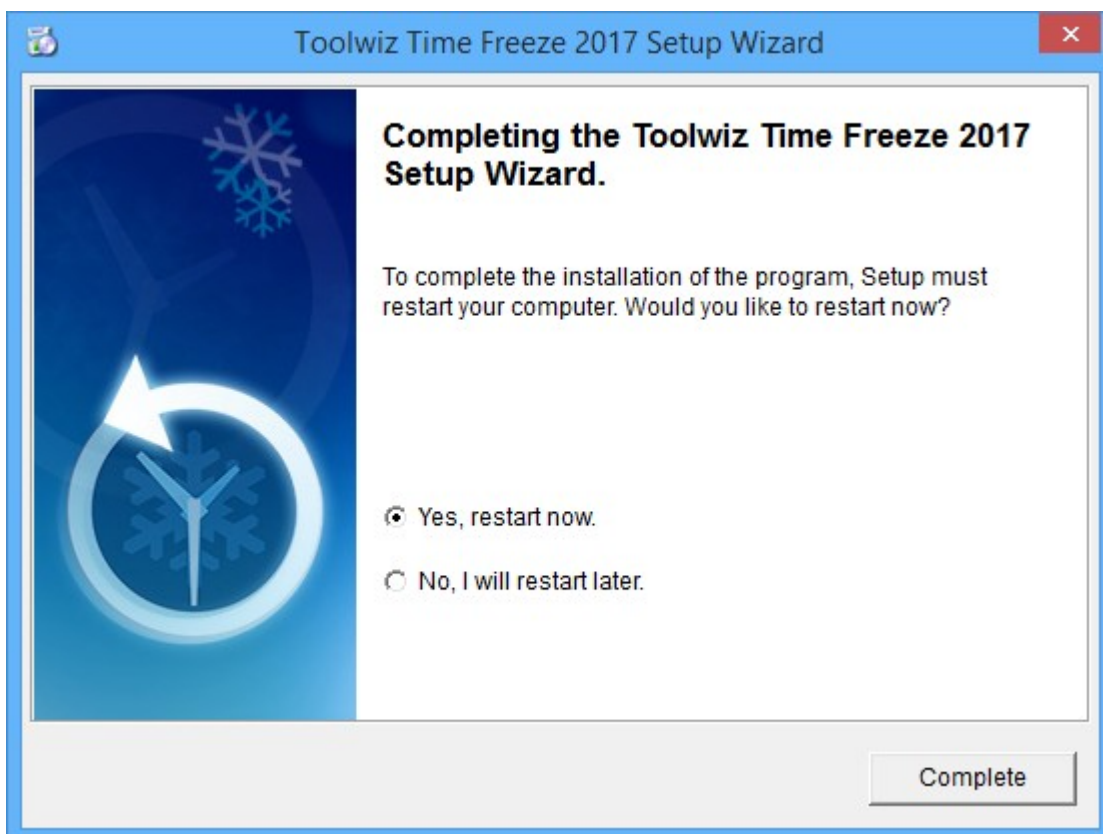 Toolwiz Time Freeze 2017 Setup Wizard
Completing the Toolwiz Time Freeze 2017
Setup Wizard.
To complete the installation of the program, Setup must
restart your computer. Would you like to restart now?
Yes, restart now.
No, I will restart later.
Complete